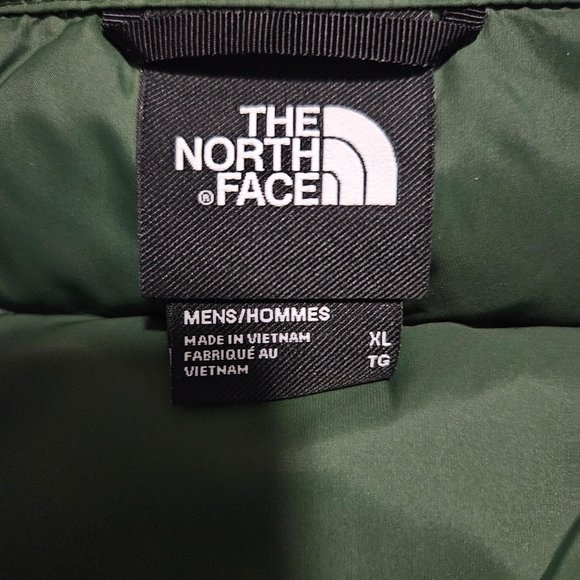 THE
NORTH
®FACE
MENS/HOMMES
MADE IN VIETNAM XL
FABRIQUÉ AU TG
VIETNAM